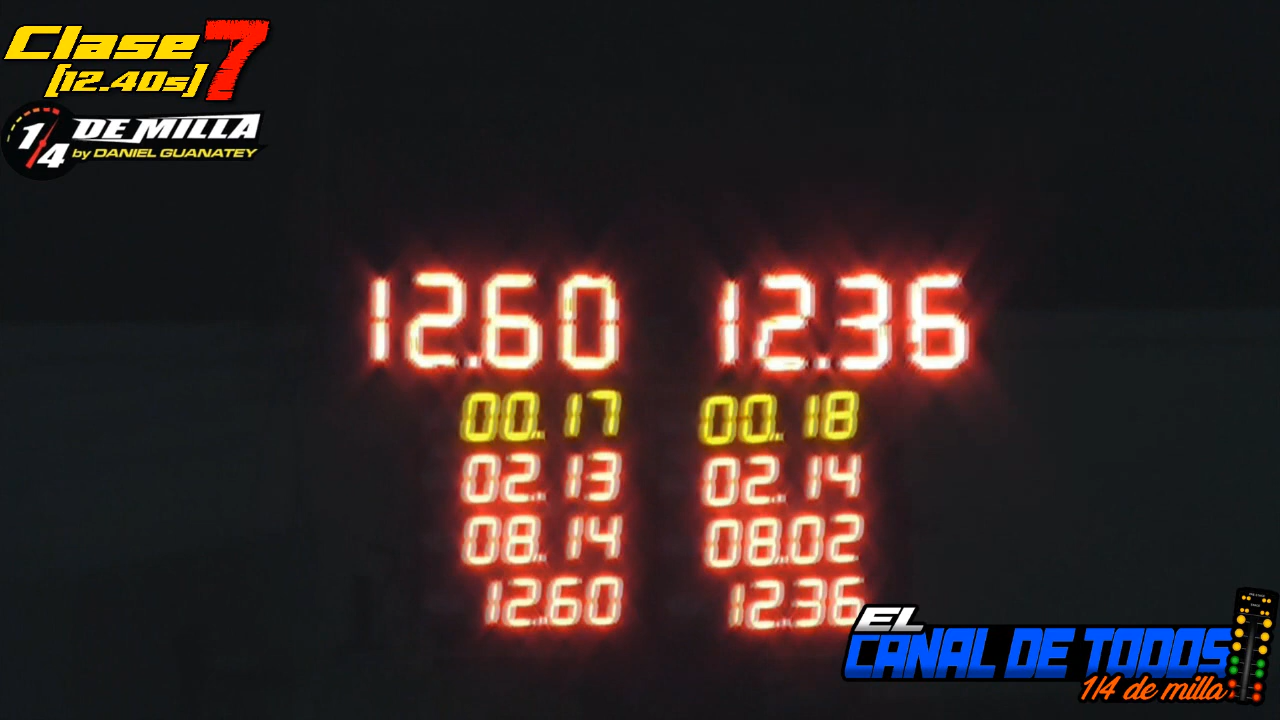 Clase 7
[12.40s]
1/4 DE MILLA
by DANIEL GUANATEY
12.60 12.36
00.17 00.18
02.13 02.14
08.14 08.02
12.60 12.36
EL
CANAL DE TODOS
1/4 de milla